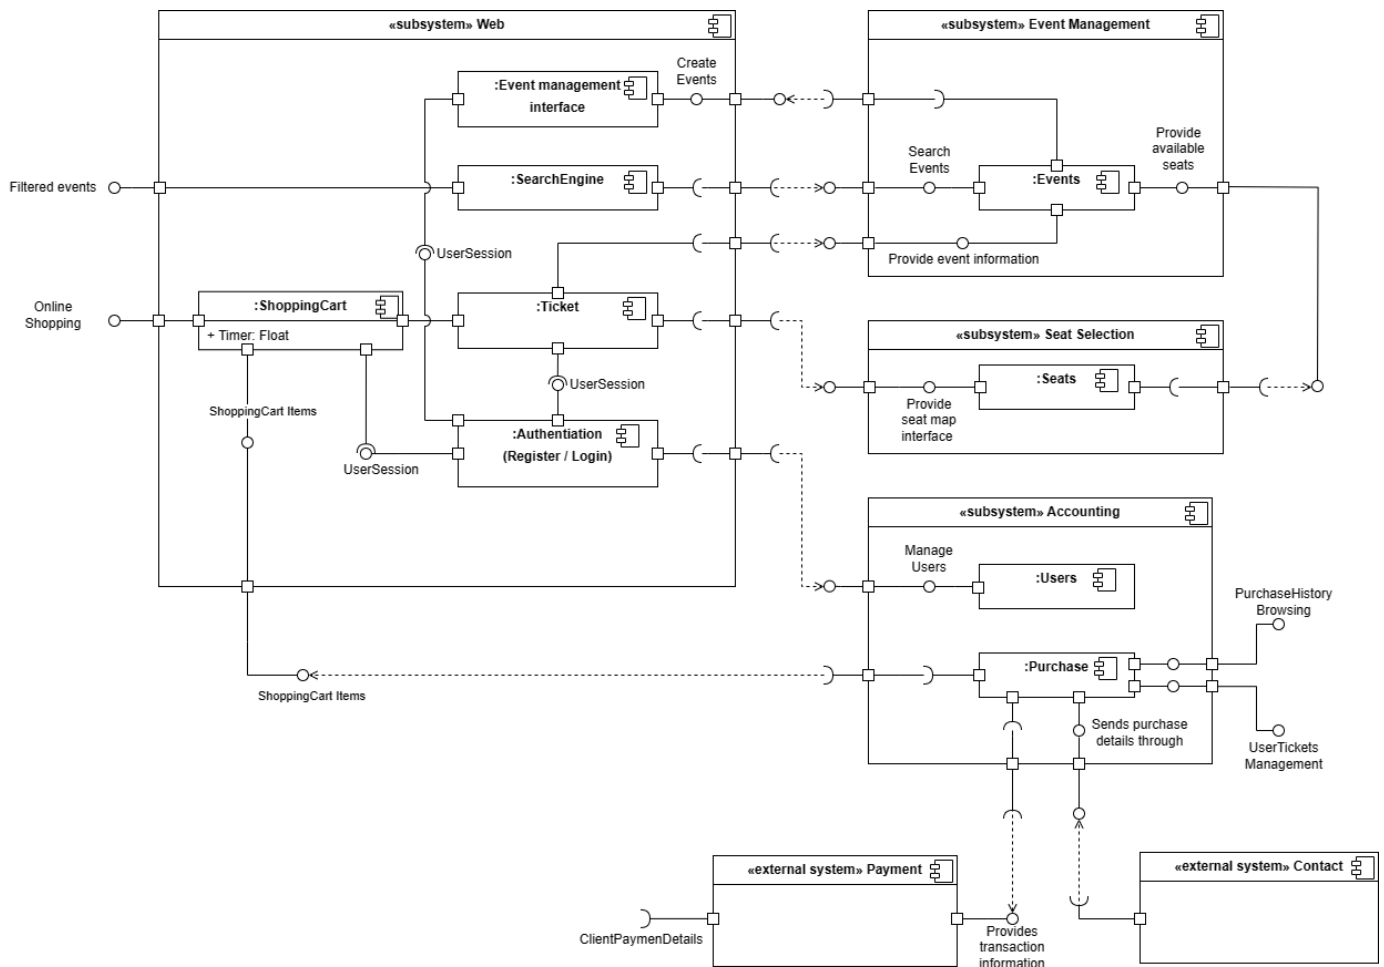 «subsystem» Web
«subsystem» Event Management
:Event management
interface
Create
Events
Search
Events
Provide
available
seats
Filtered events
:SearchEngine
:Events
UserSession
Provide event information
Online
Shopping
:ShoppingCart
+ Timer: Float
:Ticket
«subsystem» Seat Selection
:Seats
UserSession
Provide
seat map
interface
ShoppingCart Items
:Authentiation
(Register / Login)
UserSession
«subsystem» Accounting
Manage
Users
:Users
PurchaseHistory
Browsing
:Purchase
ShoppingCart Items
Sends purchase
details through
UserTickets
Management
«external system» Payment
«external system» Contact
ClientPaymenDetails
Provides
transaction
information